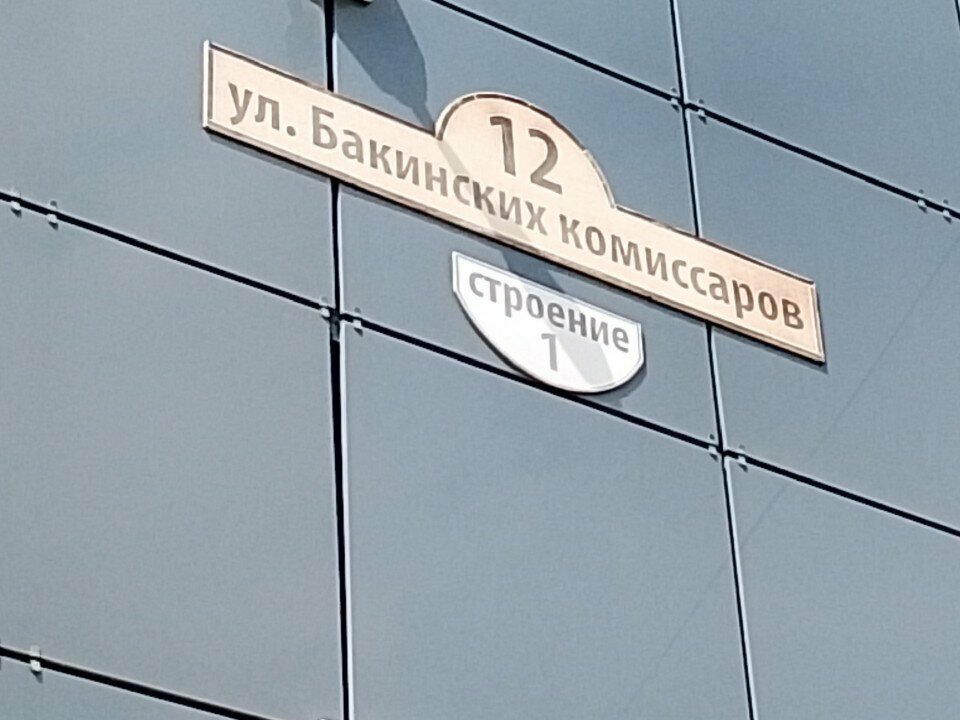 12
ул. Бакинских комиссаров
строение
1